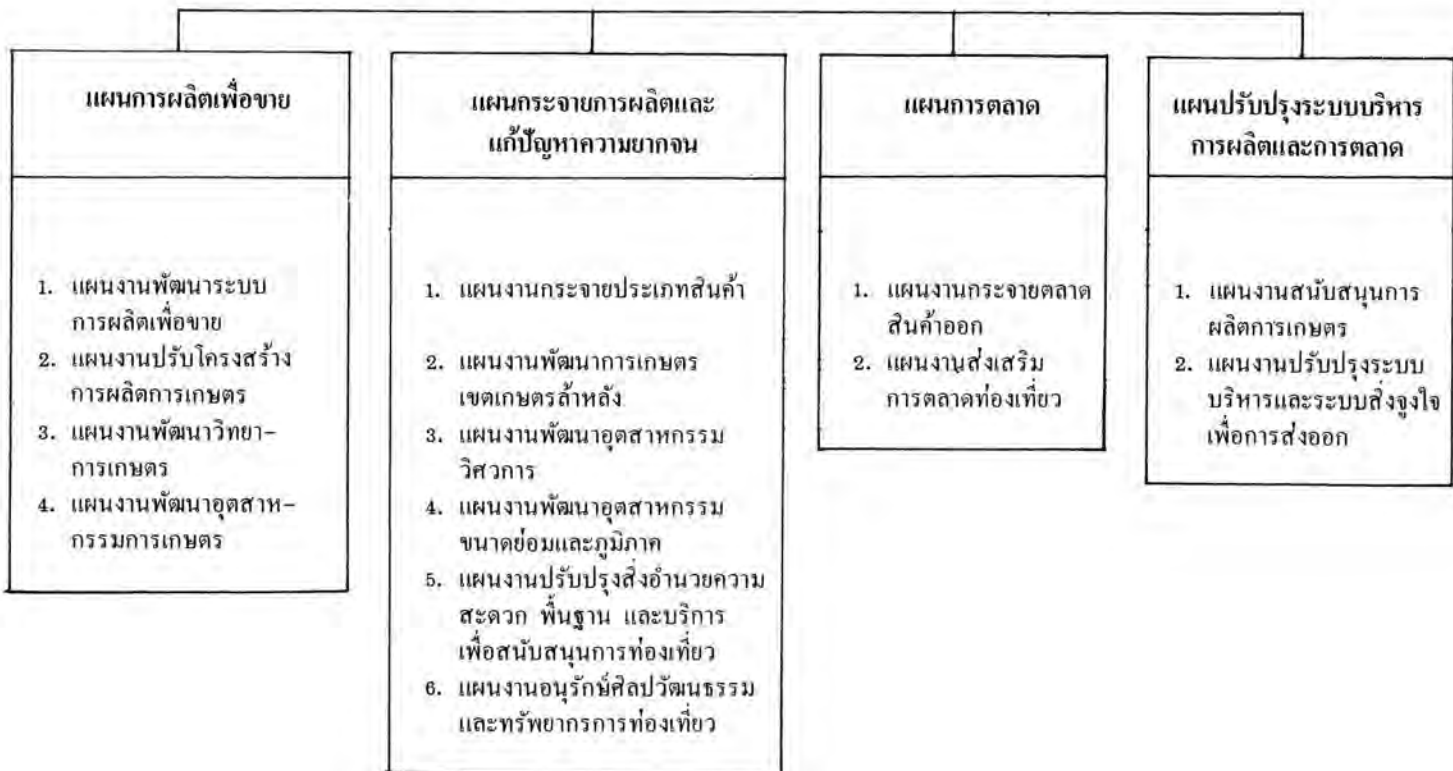 แผนการผลิตเพื่อขาย
1. แผนงานพัฒนาระบบ
การผลิตเพื่อขาย
2. แผนงานปรับโครงสร้าง
การผลิตการเกษตร
3. แผนงานพัฒนาวิทยา-
การเกษตร
4. แผนงานพัฒนาอุตสาห-
กรรมการเกษตร
แผนกระจายการผลิตและ
แก้ปัญหาความยากจน
1. แผนงานกระจายประเภทสินค้า
2. แผนงานพัฒนาการเกษตร
เขตเกษตรล้าหลัง
3. แผนงานพัฒนาอุตสาหกรรม
วิศวการ
4. แผนงานพัฒนาอุตสาหกรรม
ขนาดย่อมและภูมิภาค
5. แผนงานปรับปรุงสิ่งอำนวยความ
สะดวก พื้นฐาน และบริการ
เพื่อสนับสนุนการท่องเที่ยว
6. แผนงานอนุรักษ์ศิลปวัฒนธรรม
และทรัพยากรการท่องเที่ยว
แผนการตลาด
1. แผนงานกระจายตลาด
สินค้าออก
2. แผนงานส่งเสริม
การตลาดท่องเที่ยว
แผนปรับปรุงระบบบริหาร
การผลิตและการตลาด
1. แผนงานสนับสนุนการ
ผลิตการเกษตร
2. แผนงานปรับปรุงระบบ
บริหารและระบบสิ่งจูงใจ
เพื่อการส่งออก